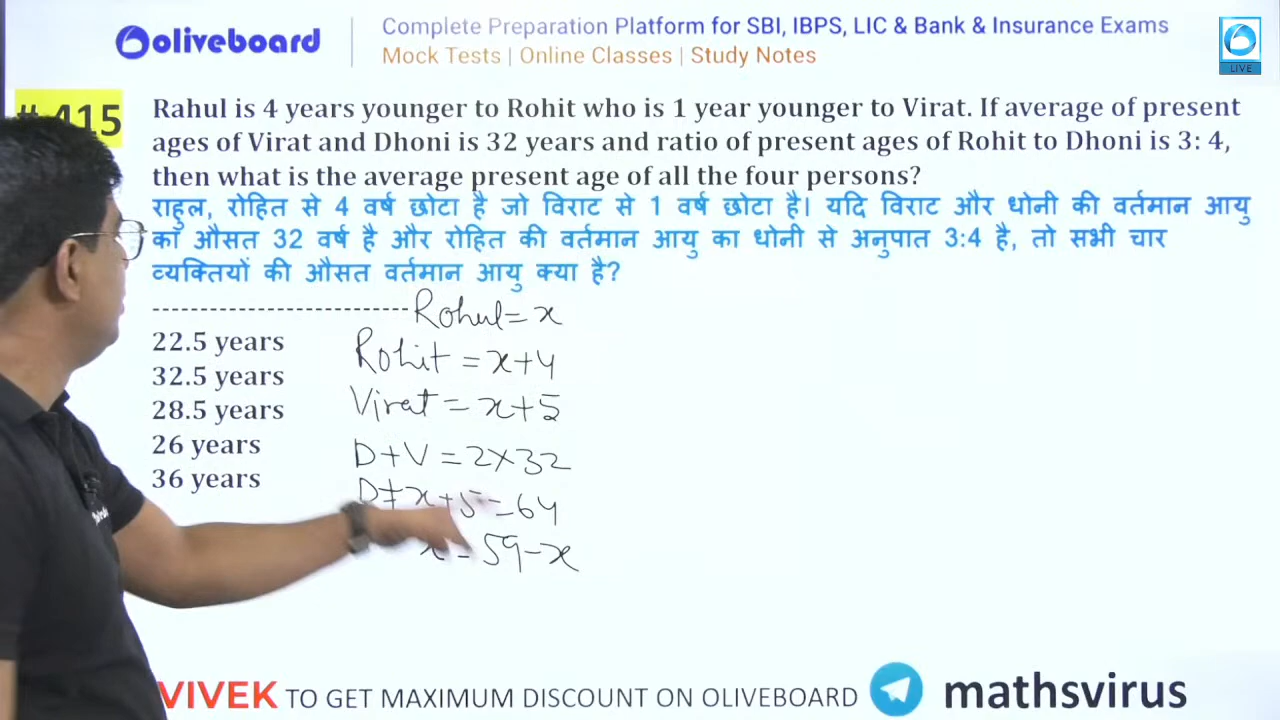 oliveboard
Complete Preparation Platform for SBI, IBPS, LIC & Bank & Insurance Exams
Mock Tests | Online Classes | Study Notes
LIVE
# 415
Rahul is 4 years younger to Rohit who is 1 year younger to Virat. If average of present
ages of Virat and Dhoni is 32 years and ratio of present ages of Rohit to Dhoni is 3: 4,
then what is the average present age of all the four persons?
राहुल, रोहित से 4 वर्ष छोटा है जो विराट से 1 वर्ष छोटा है। यदि विराट और धोनी की वर्तमान आयु
का औसत 32 वर्ष है और रोहित की वर्तमान आयु का धोनी से अनुपात 3:4 है, तो सभी चार
व्यक्तियों की औसत वर्तमान आयु क्या है?
--------------------------
Rohul = x
22.5 years
32.5 years
28.5 years
26 years
36 years
Rohit = x+4
Virat = x+5
D+V = 2×32
D+x+5=64
x = 59-x
VIVEK TO GET MAXIMUM DISCOUNT ON OLIVEBOARD
mathsvirus